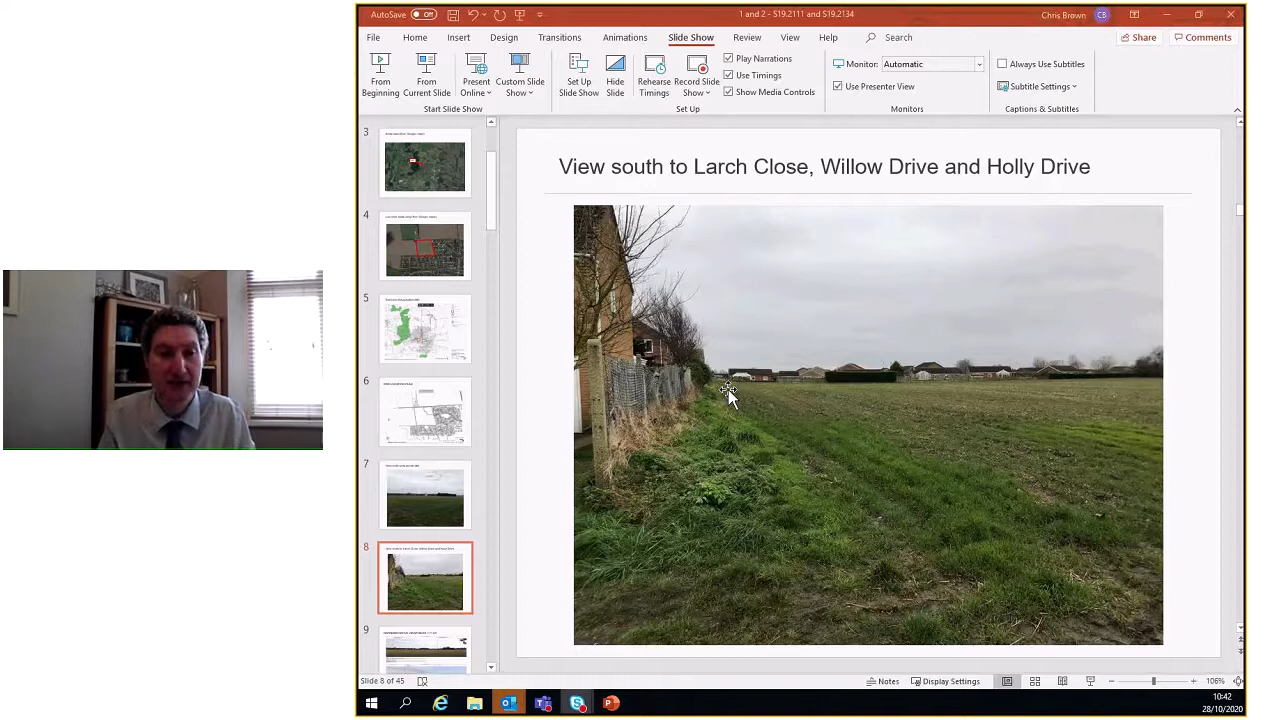 AutoSave Off
1 and 2 - S19.2111 and S19.2134
Chris Brown CB
File Home Insert Design Transitions Animations Slide Show Review View Help Search
Share Comments
From Beginning
From Current Slide
Present Online
Custom Slide Show
Start Slide Show
Set Up Slide Show
Hide Slide
Rehearse Timings
Record Slide Show
Play Narrations
Use Timings
Show Media Controls
Set Up
Monitor: Automatic
Use Presenter View
Monitors
Always Use Subtitles
Subtitle Settings
Captions & Subtitles
3
4
5
6
7
8
9
View south to Larch Close, Willow Drive and Holly Drive
Slide 8 of 45
Notes Display Settings 106%
10:42
28/10/2020